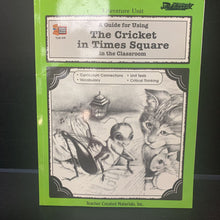 Literature Unit
A Guide for Using
The Cricket
in Times Square
in the Classroom
• Curriculum Connections • Unit Tests
• Vocabulary • Critical Thinking
Teacher Created Materials, Inc.